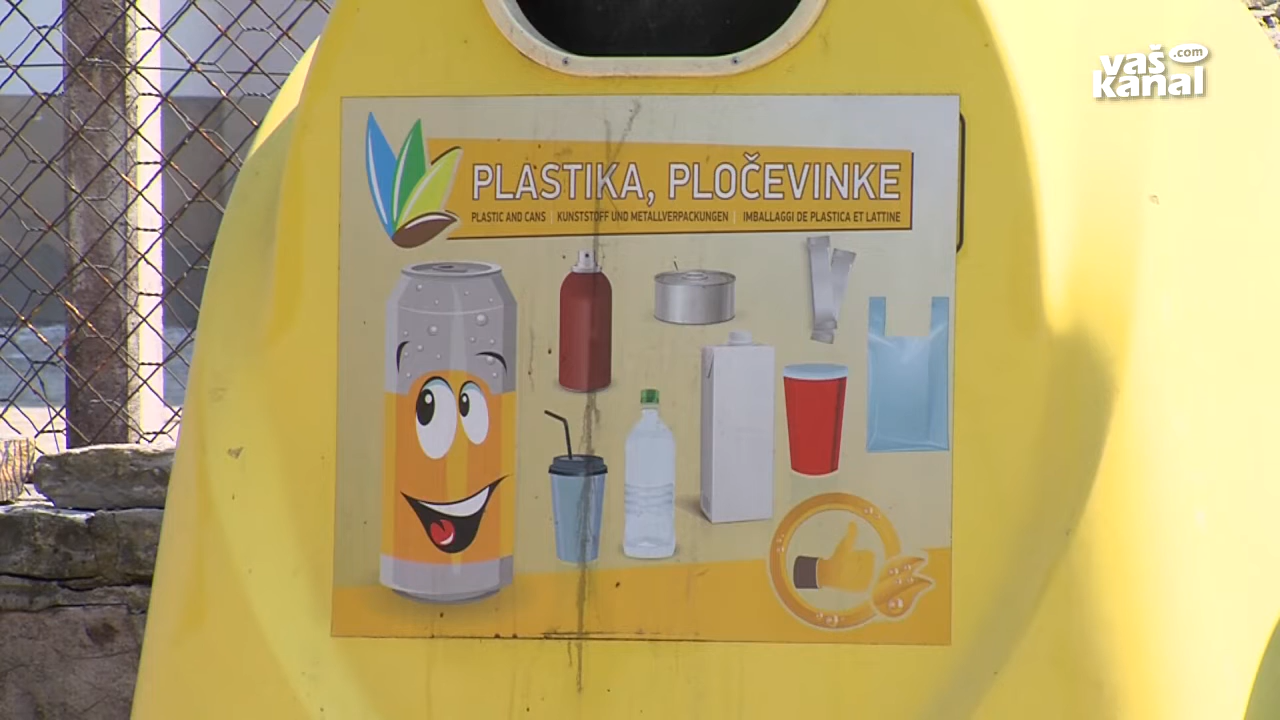 vaš .com
kanal
PLASTIKA, PLOČEVINKE
PLASTIC AND CANS | KUNSTSTOFF UND METALLVERPACKUNGEN | IMBALLAGGI DE PLASTICA ET LATTINE